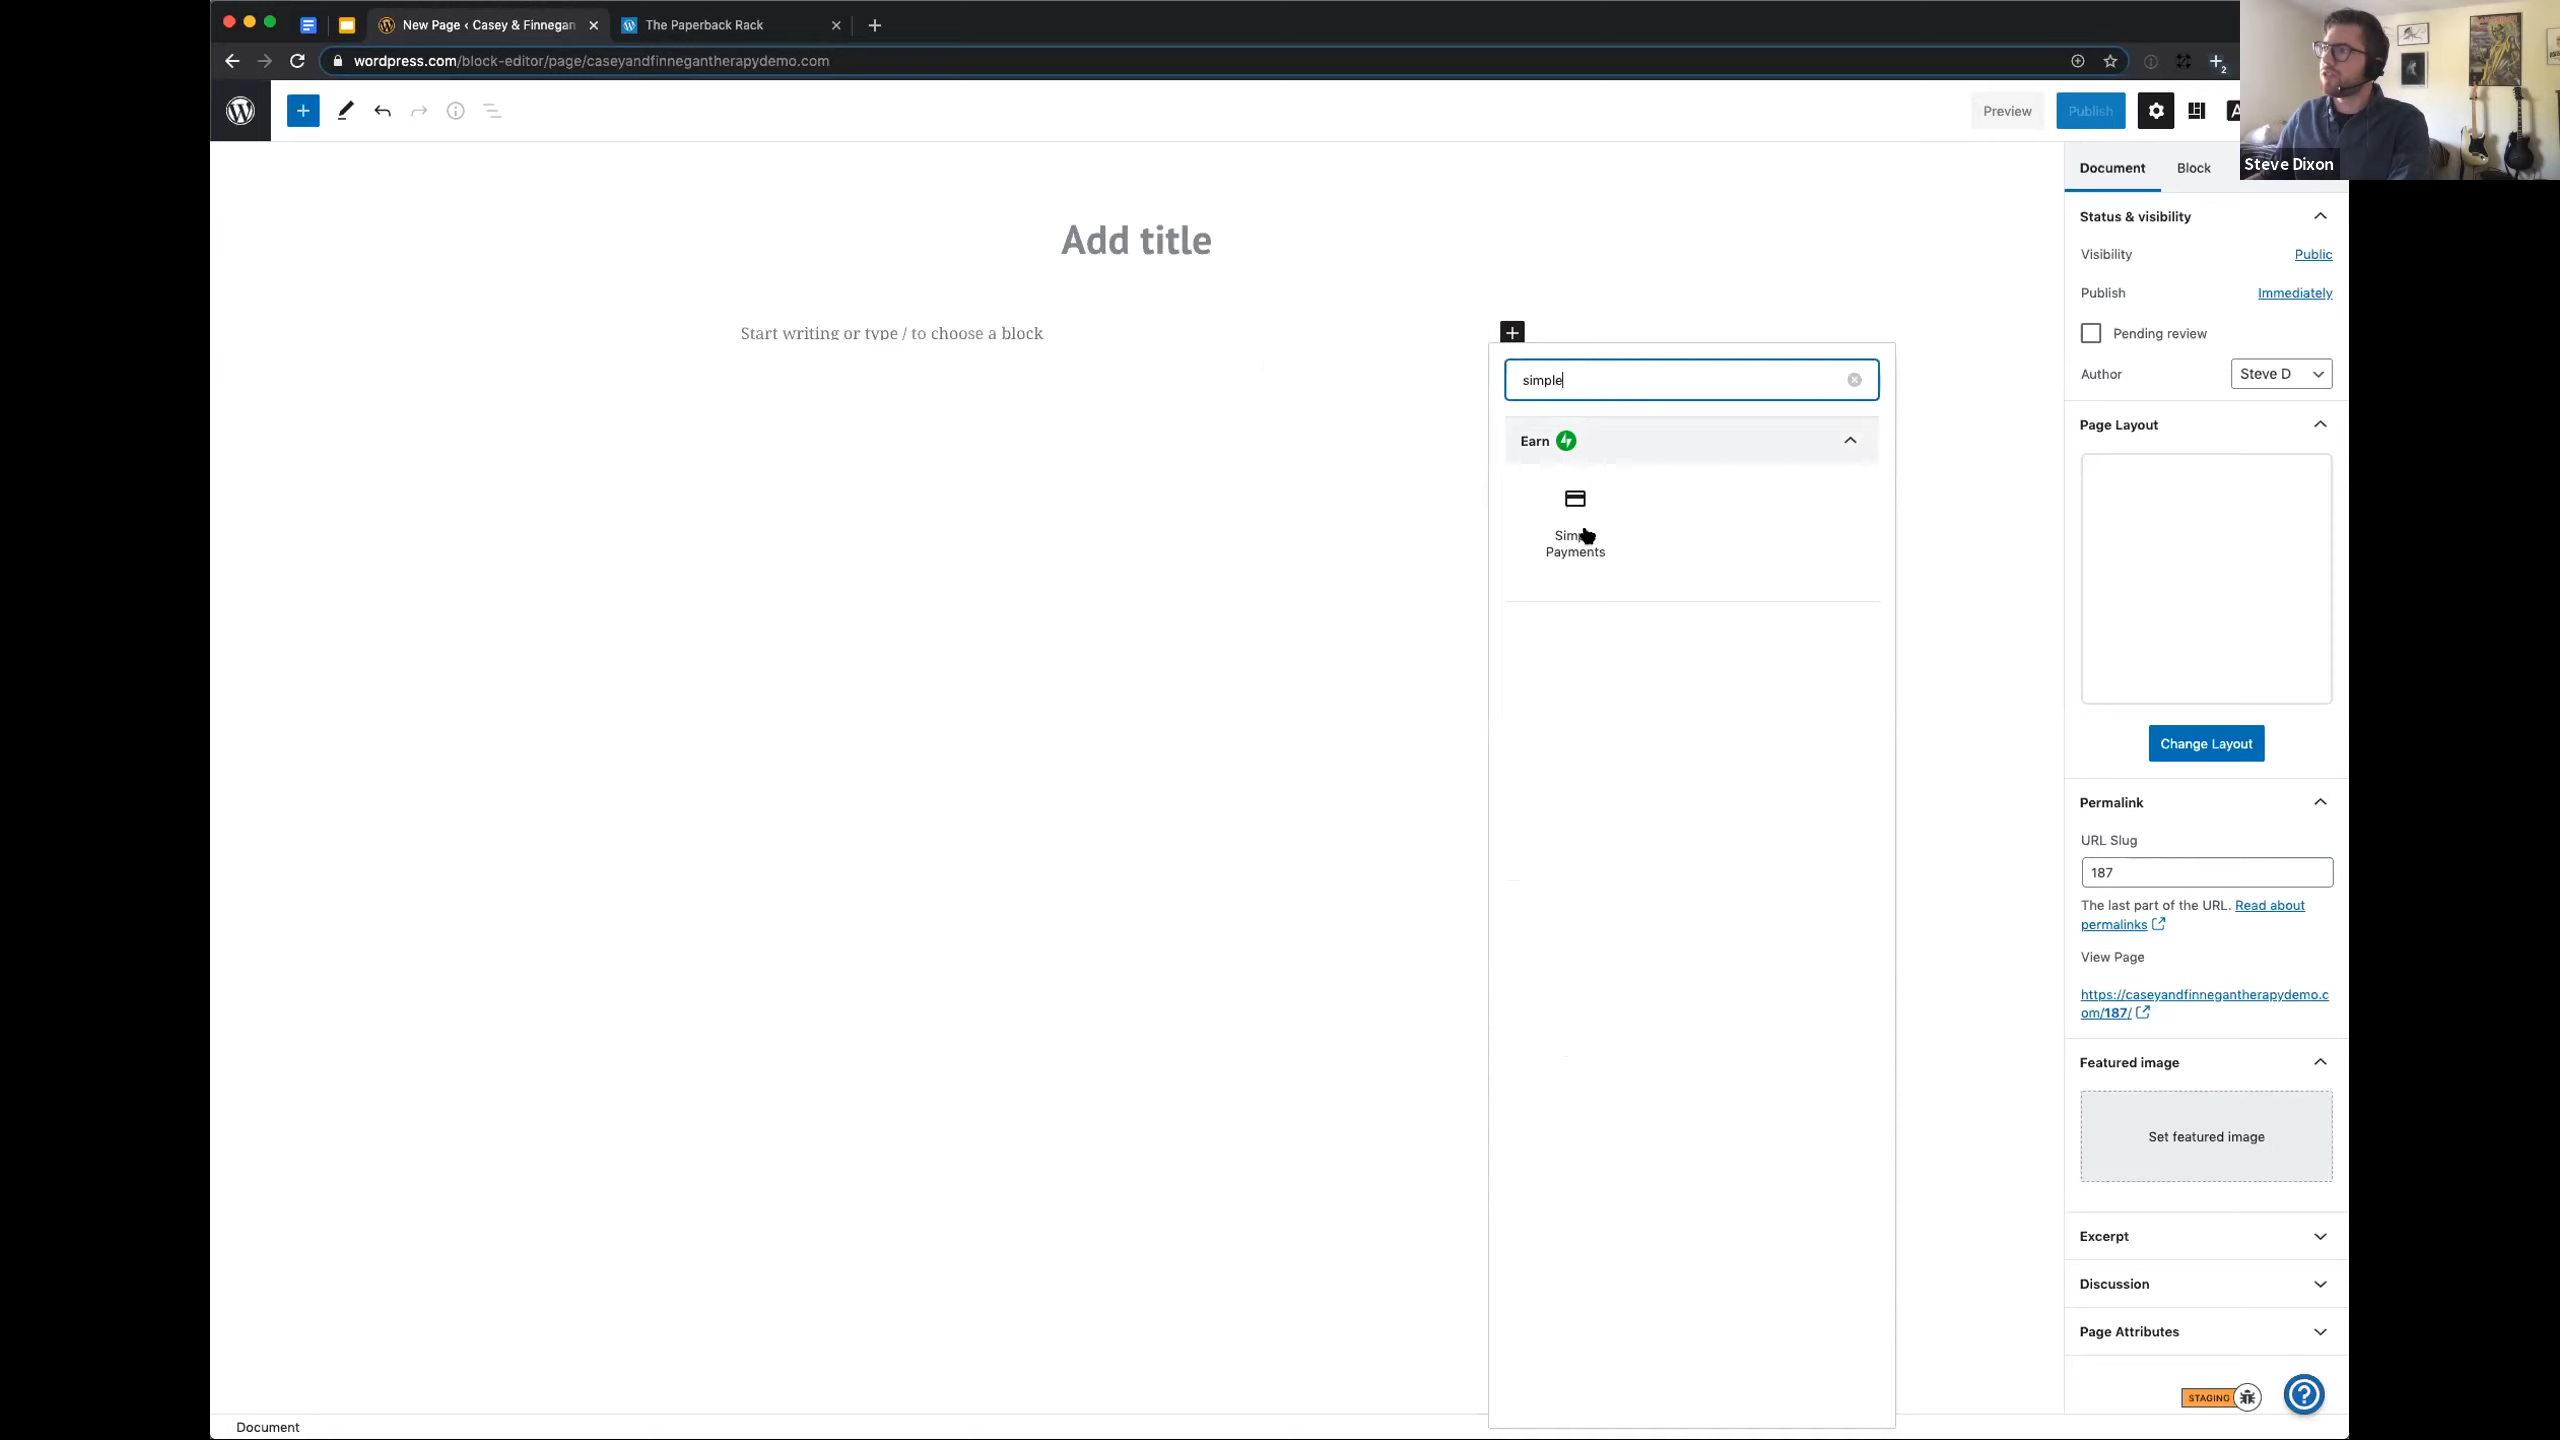 New Page ‹ Casey & Finnegan
The Paperback Rack
wordpress.com/block-editor/page/caseyandfinnegantherapydemo.com
Preview
Publish
Steve Dixon
Document
Block
Add title
Start writing or type / to choose a block
simple
Earn
Payments
Status & visibility
Visibility
Public
Publish
Immediately
Pending review
Author
Steve D
Page Layout
Change Layout
Permalink
URL Slug
187
The last part of the URL. Read about
permalinks
View Page
https://caseyandfinnegantherapydemo.c
om/187/
Featured image
Set featured image
Excerpt
Discussion
Page Attributes
STAGING
Document